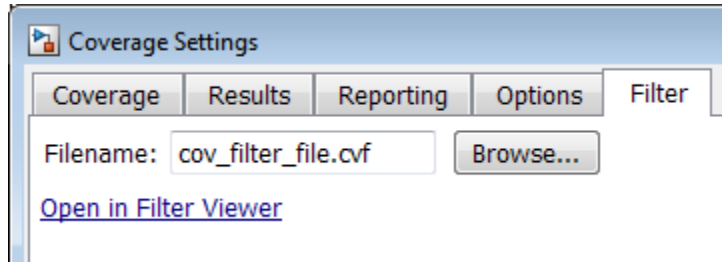 Coverage Settings
Coverage Results Reporting Options Filter
Filename: cov_filter_file.cvf Browse...
Open in Filter Viewer